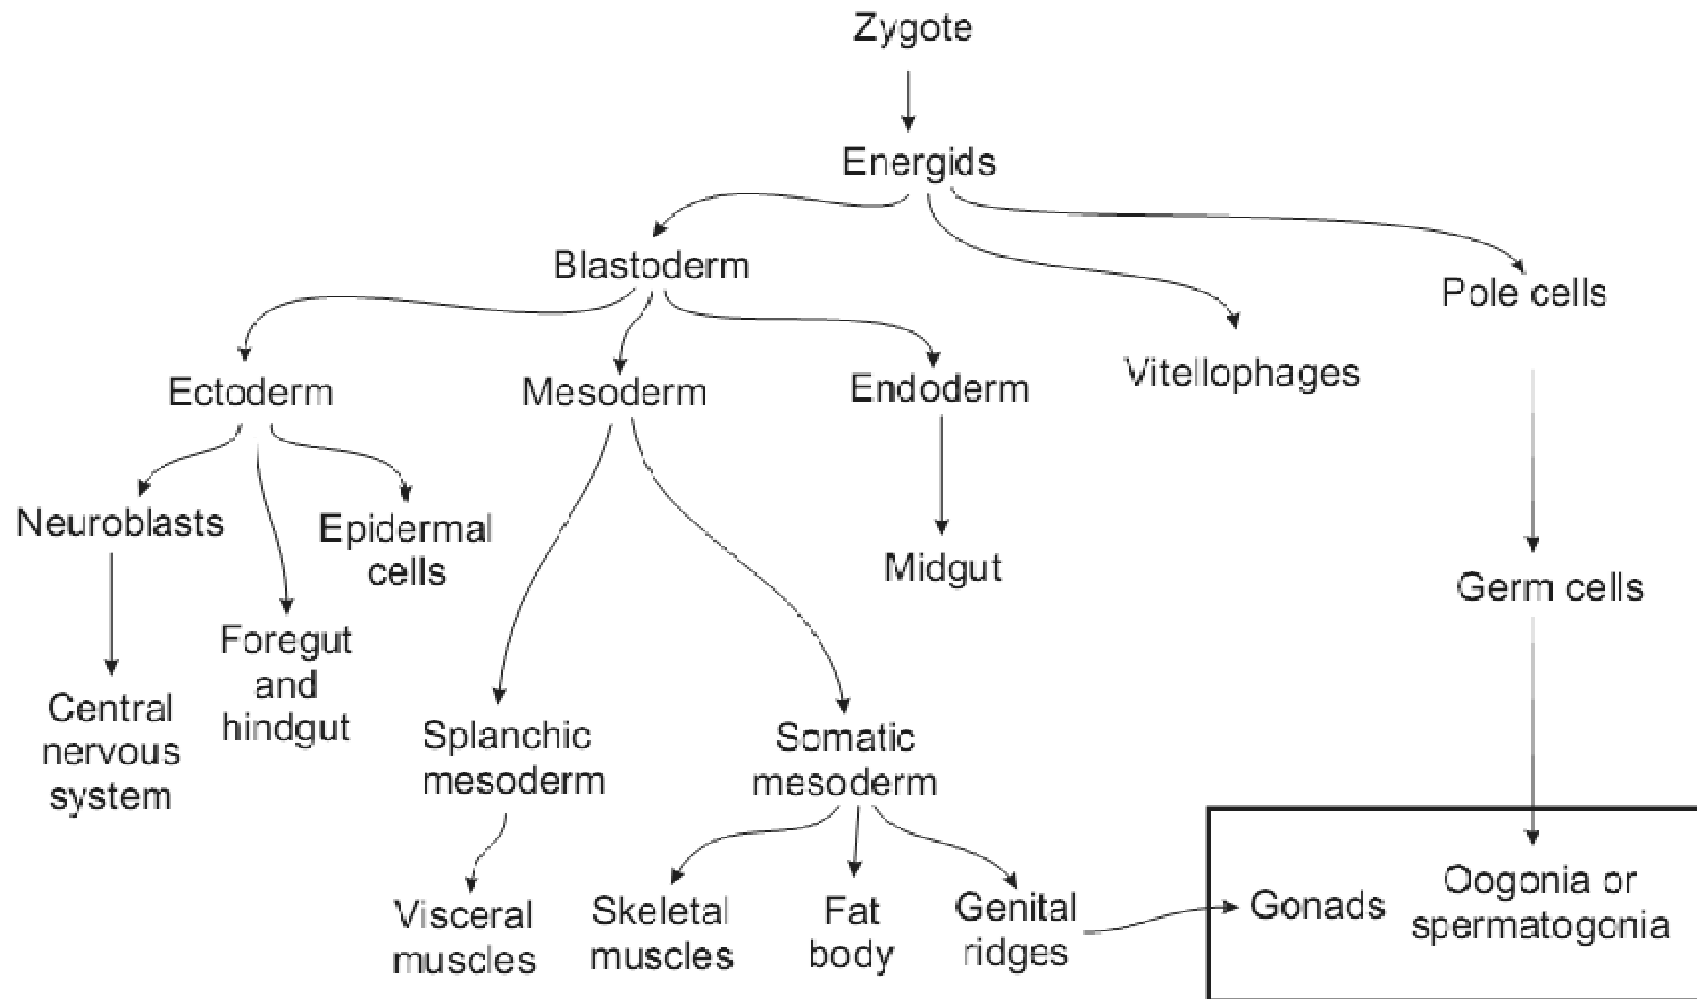 Zygote
Energids
Blastoderm
Pole cells
Vitellophages
Ectoderm
Mesoderm
Endoderm
Neuroblasts
Epidermal
cells
Midgut
Germ cells
Foregut
and
hindgut
Central
nervous
system
Splanchic
mesoderm
Somatic
mesoderm
Visceral
muscles
Skeletal
muscles
Fat
body
Genital
ridges
Gonads
Oogonia or
spermatogonia